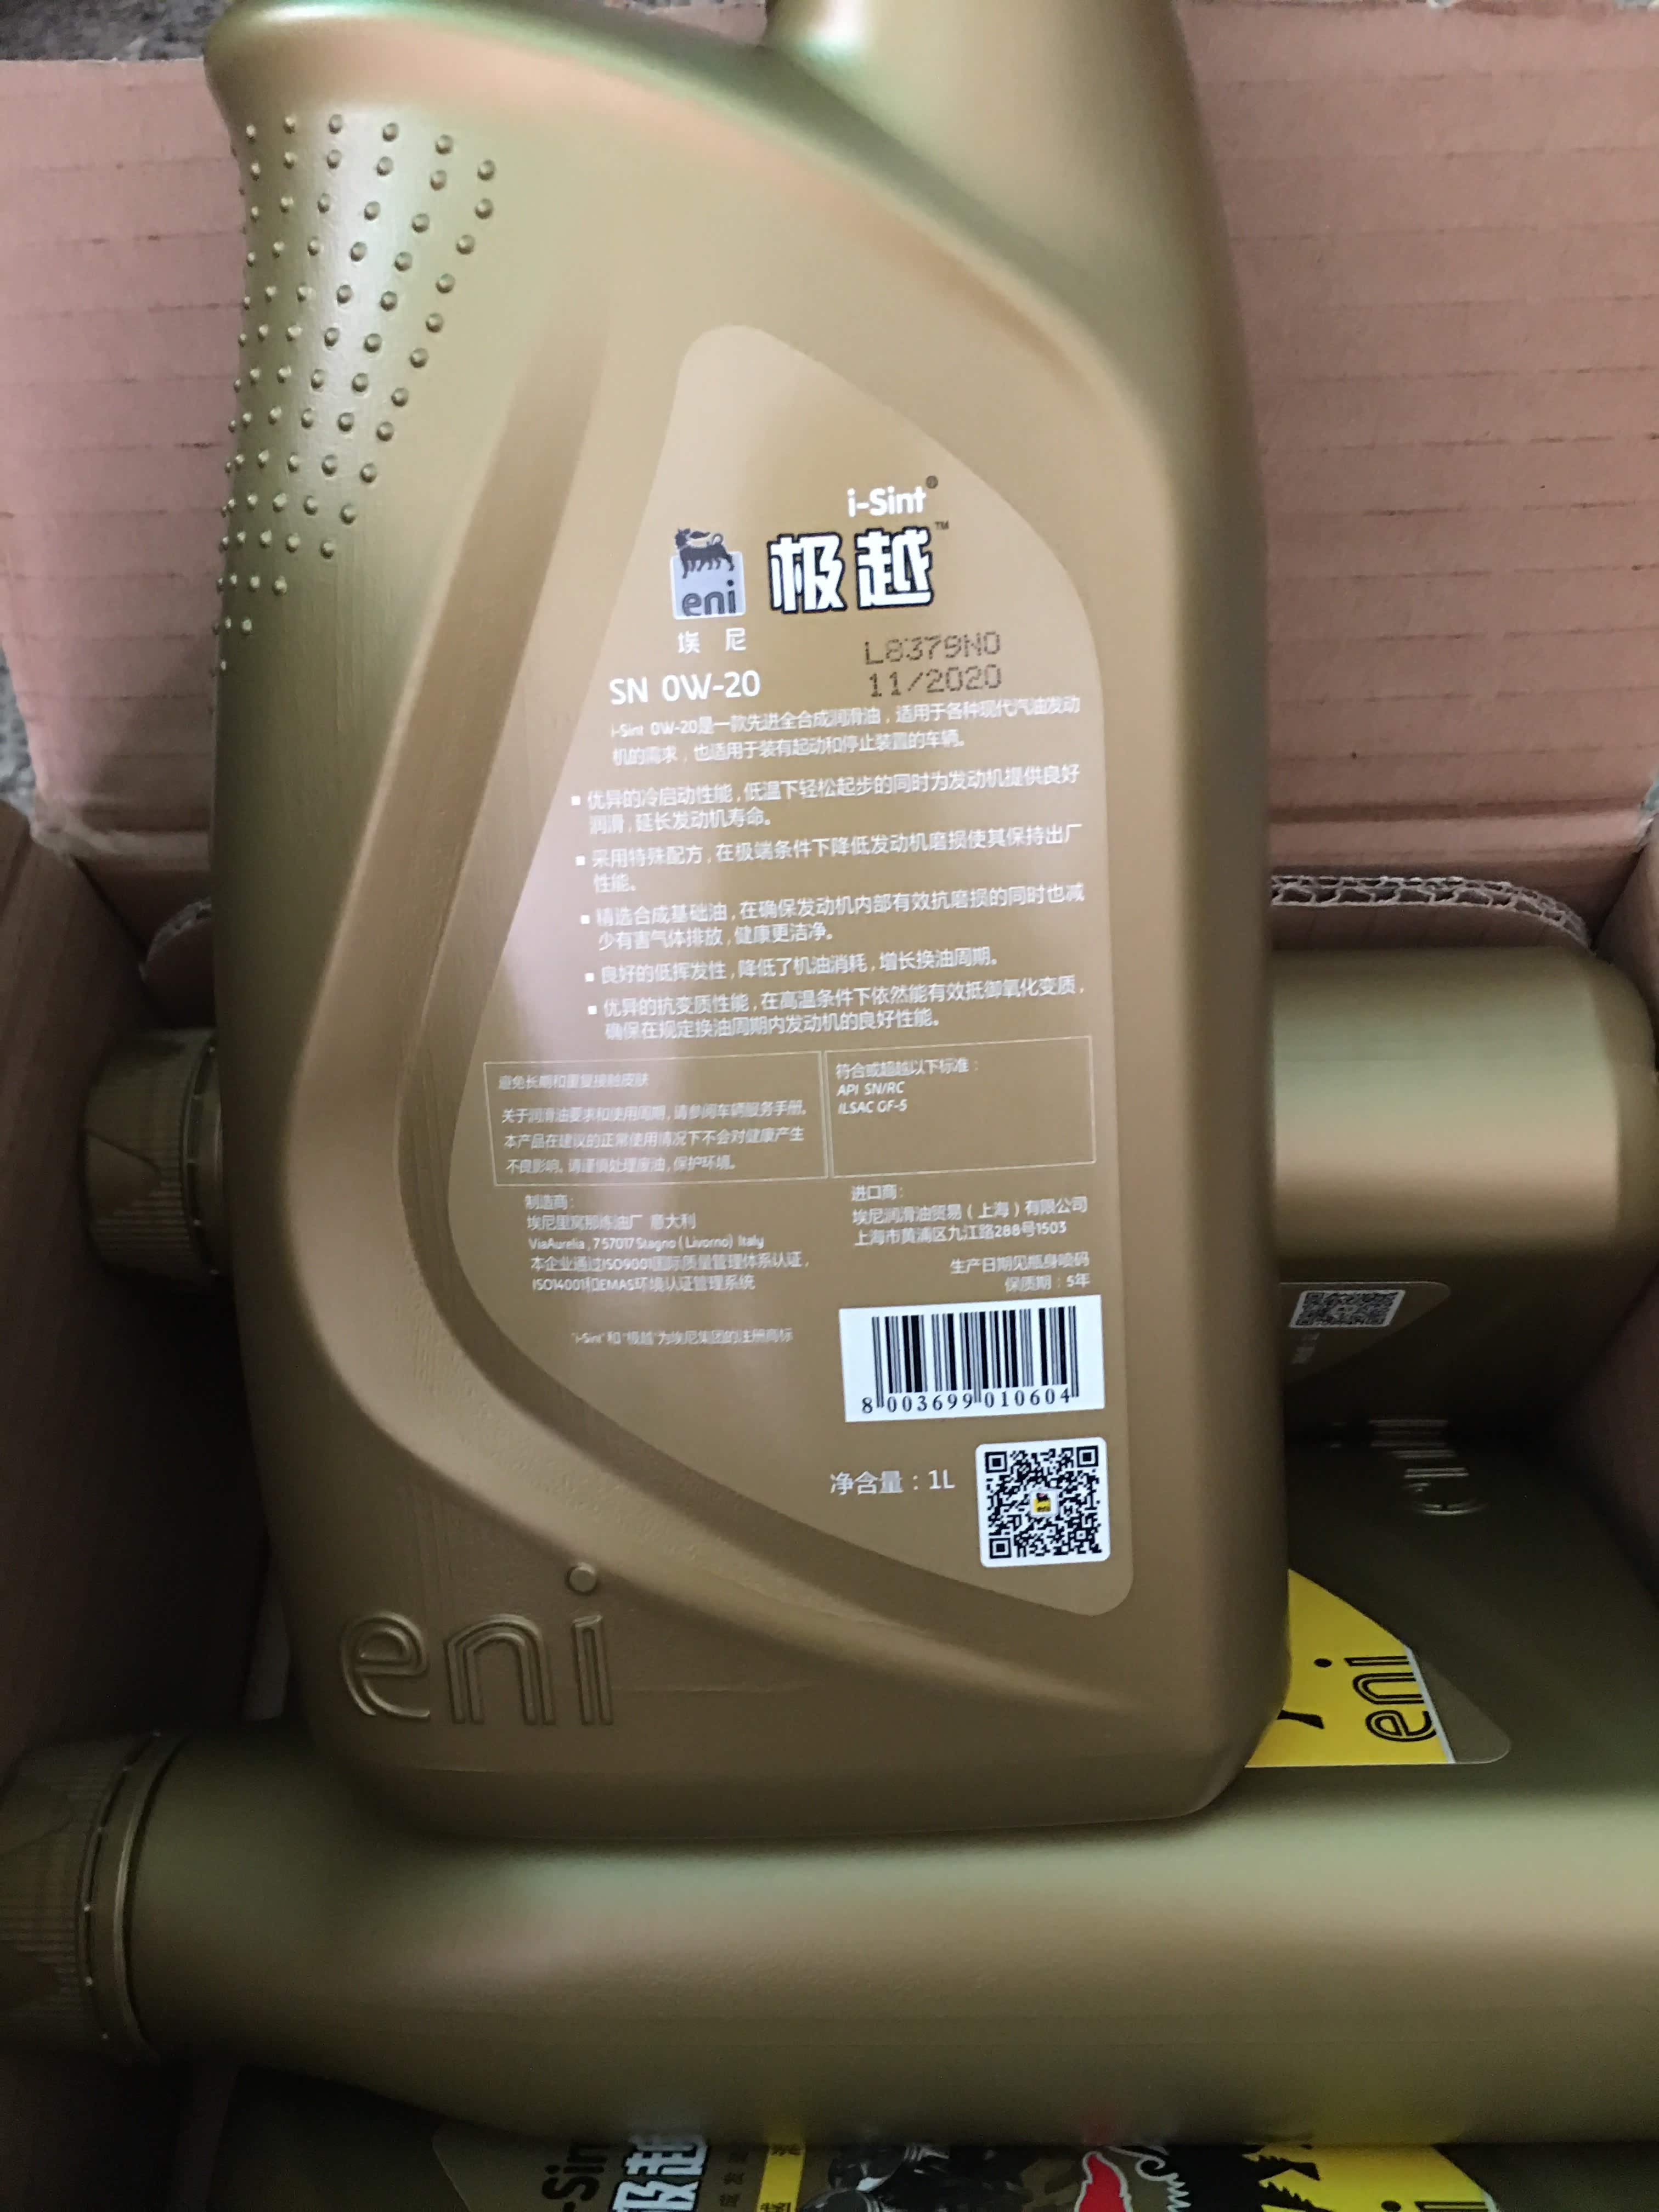 i-Sint®
极越™
eni
埃尼
L8379N0
SN 0W-20
11/2020
i-Sint 0W-20是一款先进全合成润滑油，适用于各种现代汽油发动
机的需求，也适用于装有起动和停止装置的车辆。
▪ 优异的冷启动性能,低温下轻松起步的同时为发动机提供良好
润滑,延长发动机寿命。
▪ 采用特殊配方,在极端条件下降低发动机磨损使其保持出厂
性能。
▪ 精选合成基础油,在确保发动机内部有效抗磨损的同时也减
少有害气体排放,健康更洁净。
▪ 良好的低挥发性,降低了机油消耗,增长换油周期。
▪ 优异的抗变质性能,在高温条件下依然能有效抵御氧化变质,
确保在规定换油周期内发动机的良好性能。
避免长期和重复接触皮肤
关于润滑油要求和使用周期,请参阅车辆服务手册。
本产品在建议的正常使用情况下不会对健康产生
不良影响。请谨慎处理废油,保护环境。
符合或超越以下标准：
API SN/RC
ILSAC GF-5
制造商：
埃尼里窝那炼油厂 意大利
ViaAurelia,7 57017 Stagno(Livorno) Italy
本企业通过ISO9001国际质量管理体系认证,
ISO14001和EMAS环境认证管理系统
进口商：
埃尼润滑油贸易（上海）有限公司
上海市黄浦区九江路288号1503
生产日期见瓶身喷码
保质期：5年
"i-Sint"和"极越"为埃尼集团的注册商标
8 003699 010604
净含量：1L
eni
eni
eni
极越
eni